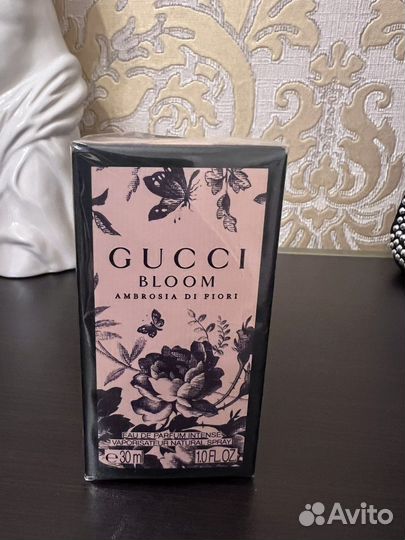 GUCCI
BLOOM
AMBROSIA DI FIORI
EAU DE PARFUM INTENSE
VAPORISATEUR NATURAL SPRAY
℮ 30 ml 1.0 FL. OZ
Avito